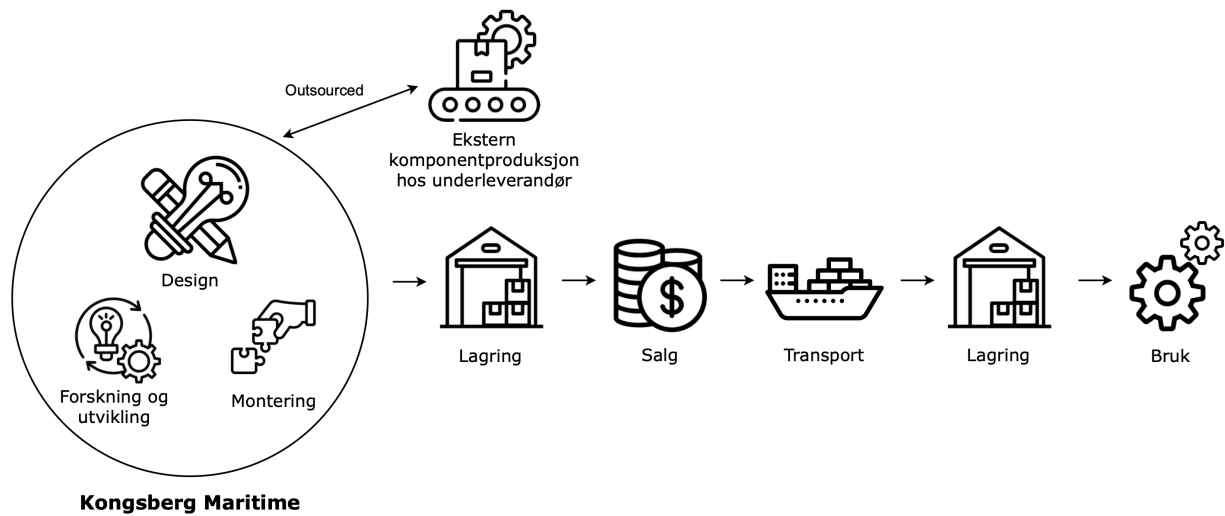 Outsourced
Ekstern
komponentproduksjon
hos underleverandør
Design
Forskning og
utvikling
Montering
Kongsberg Maritime
Lagring
Salg
Transport
Lagring
Bruk